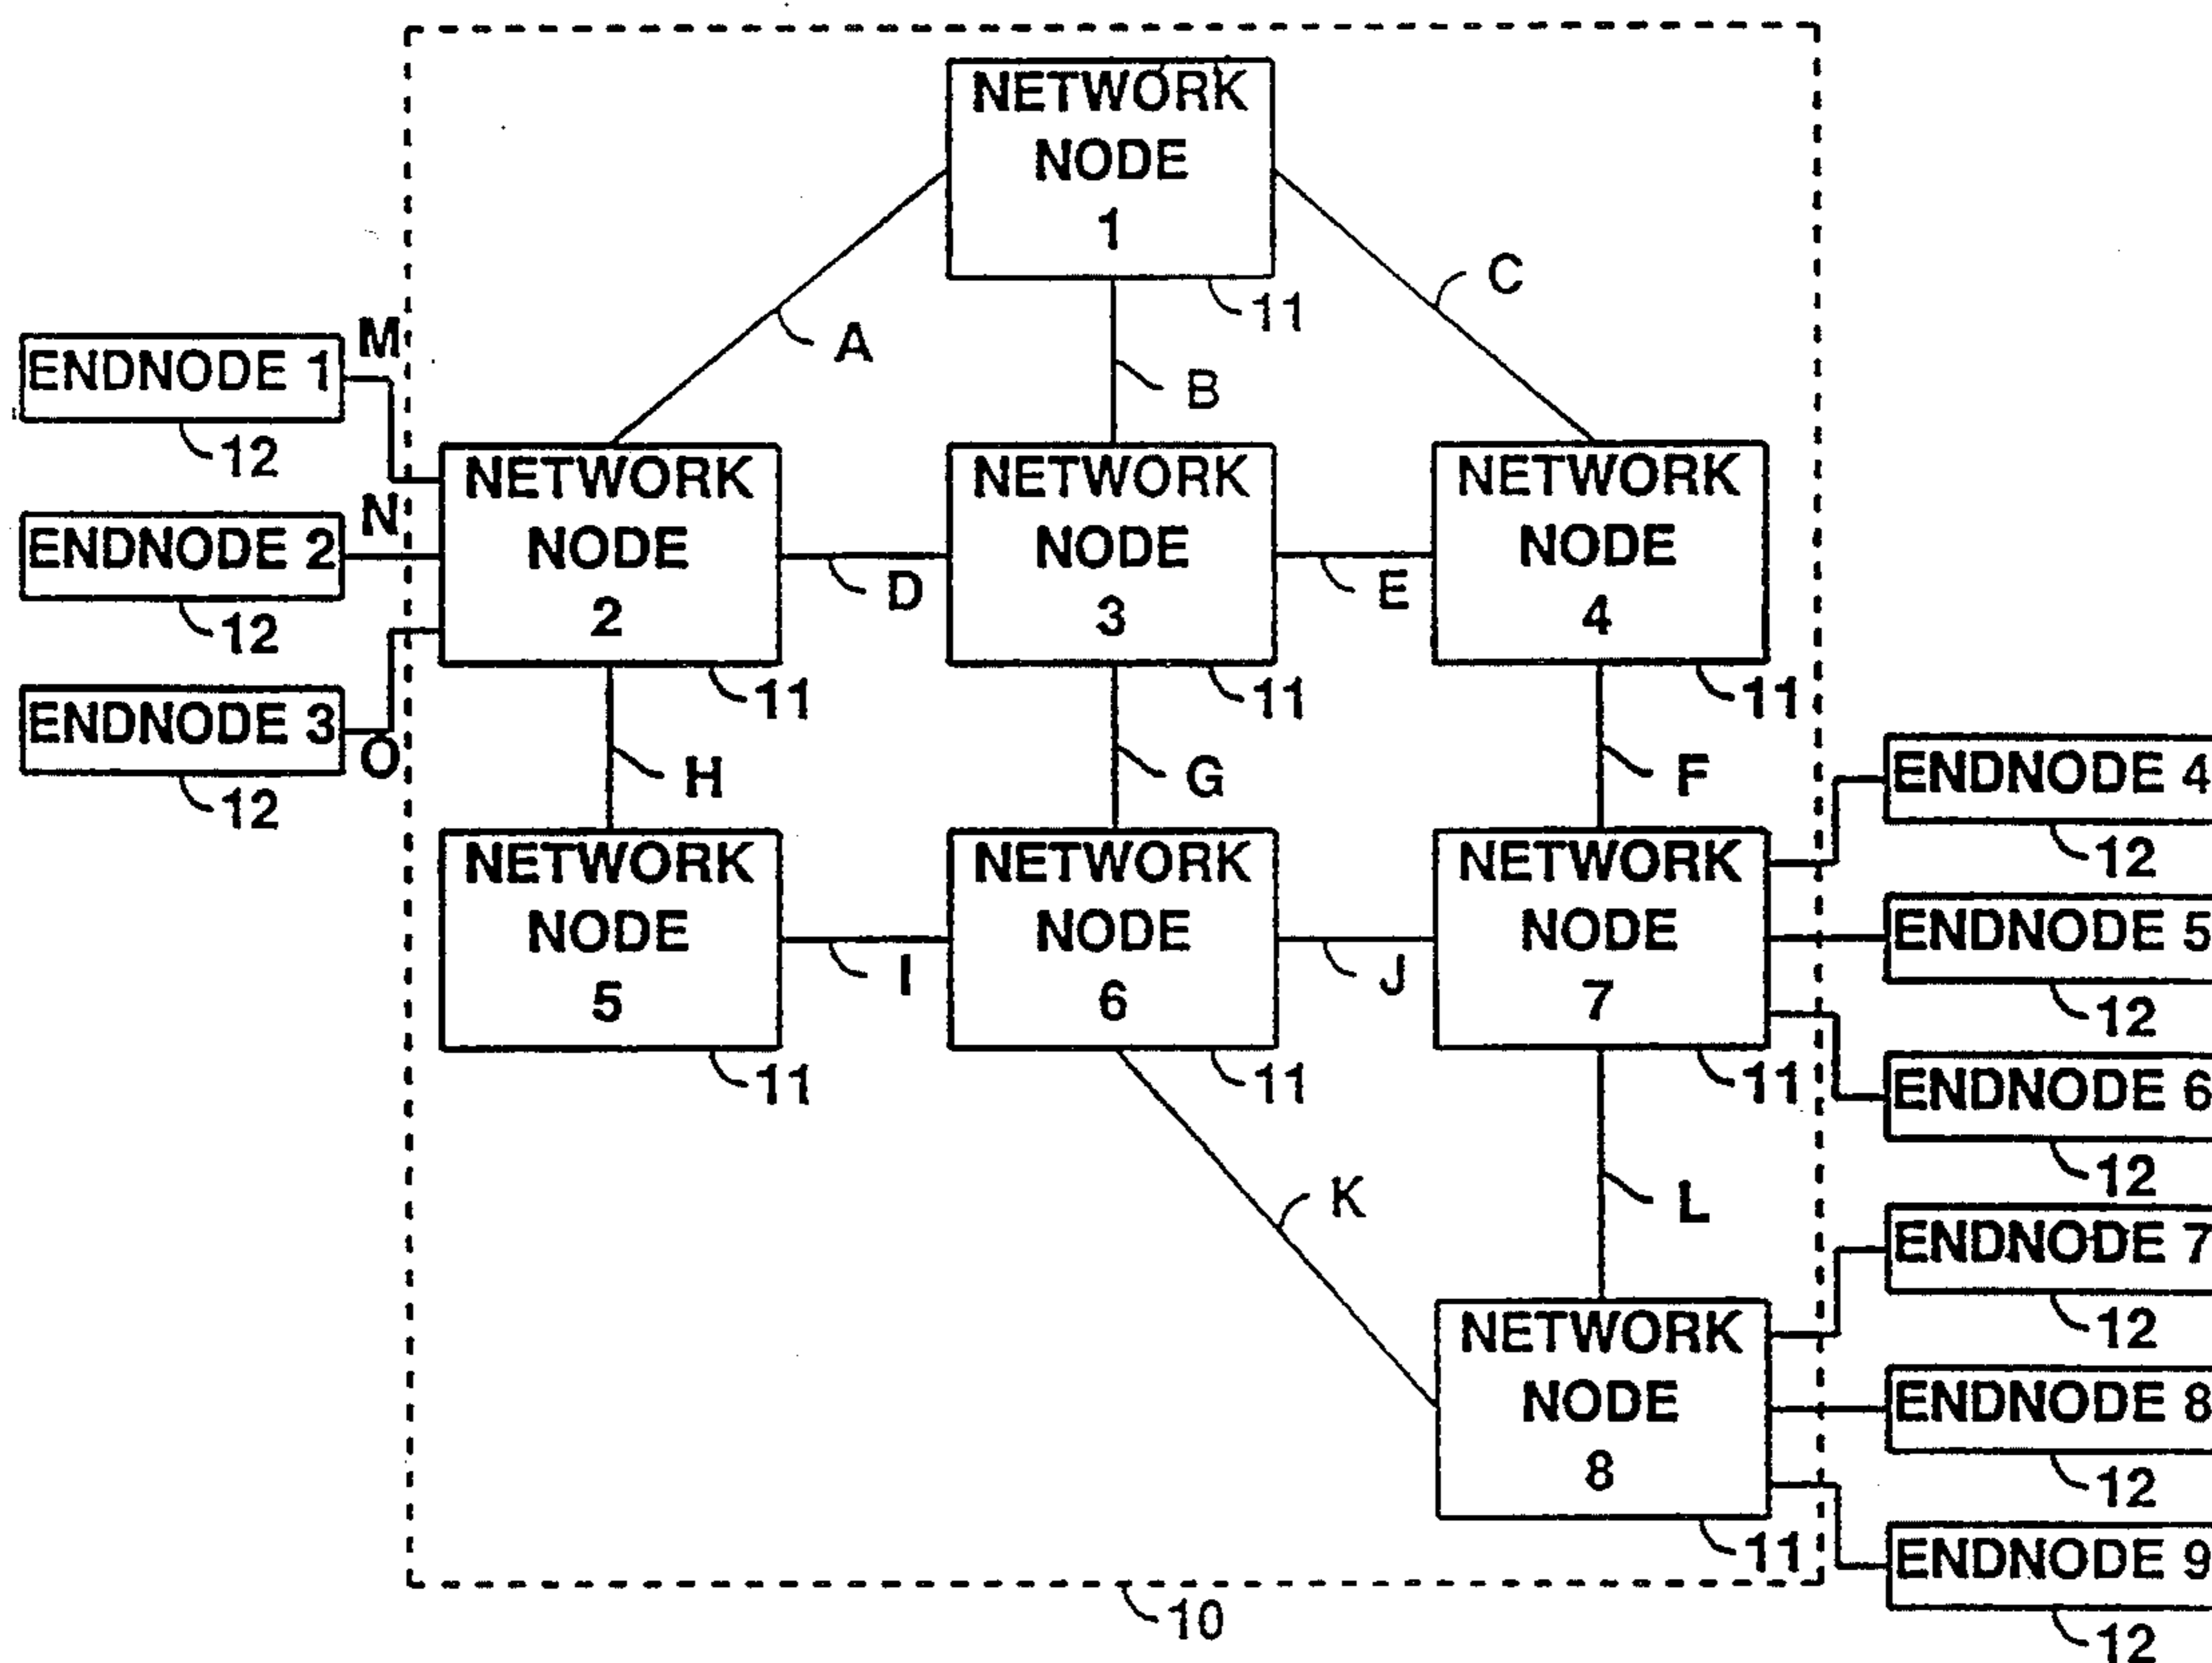 NETWORK
NODE
1
11
A
B
C
ENDNODE 1
12
M
ENDNODE 2
12
N
ENDNODE 3
12
O
NETWORK
NODE
2
11
D
NETWORK
NODE
3
11
E
NETWORK
NODE
4
11
H
G
F
NETWORK
NODE
5
11
I
NETWORK
NODE
6
11
J
NETWORK
NODE
7
11
ENDNODE 4
12
ENDNODE 5
12
ENDNODE 6
12
K
L
NETWORK
NODE
8
11
ENDNODE 7
12
ENDNODE 8
12
ENDNODE 9
12
10